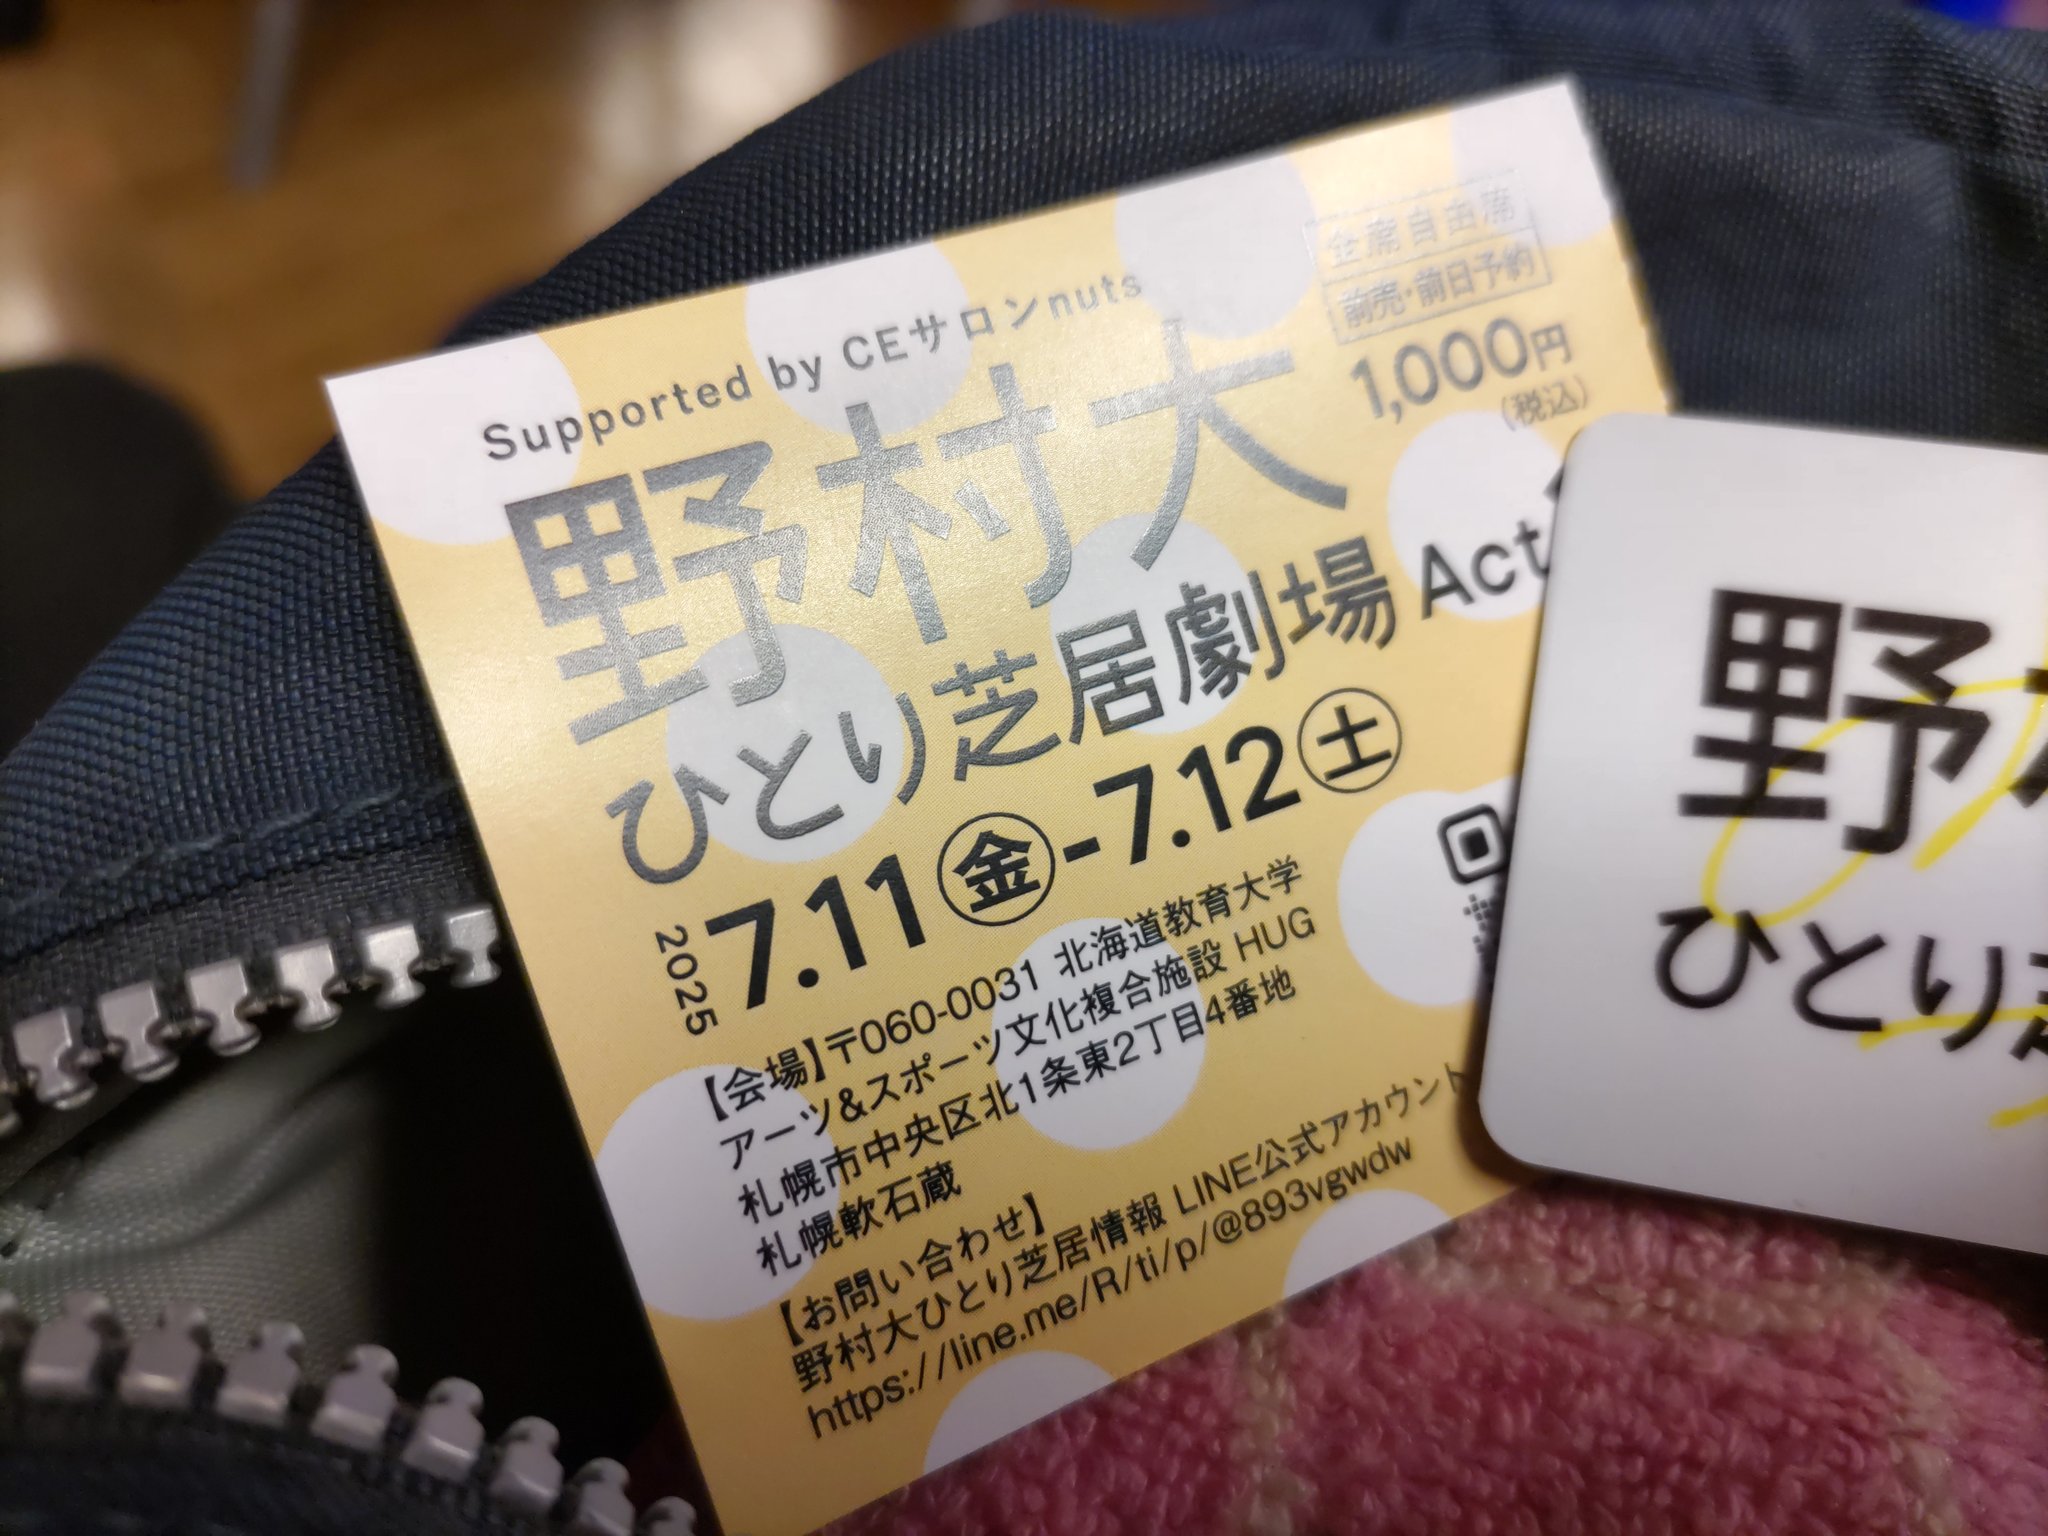 Supported by CEサロンnuts
全席自由席
前売・前日予約
1,000円
(税込)
野村大
ひとり芝居劇場 Act
2025
7.11㊎-7.12㊏
【会場】〒060-0031 北海道教育大学
アーツ&スポーツ文化複合施設 HUG
札幌市中央区北1条東2丁目4番地
札幌軟石蔵
【お問い合わせ】
野村大ひとり芝居情報 LINE公式アカウント
https://line.me/R/ti/p/@893vgwdw
野
ひとり芝